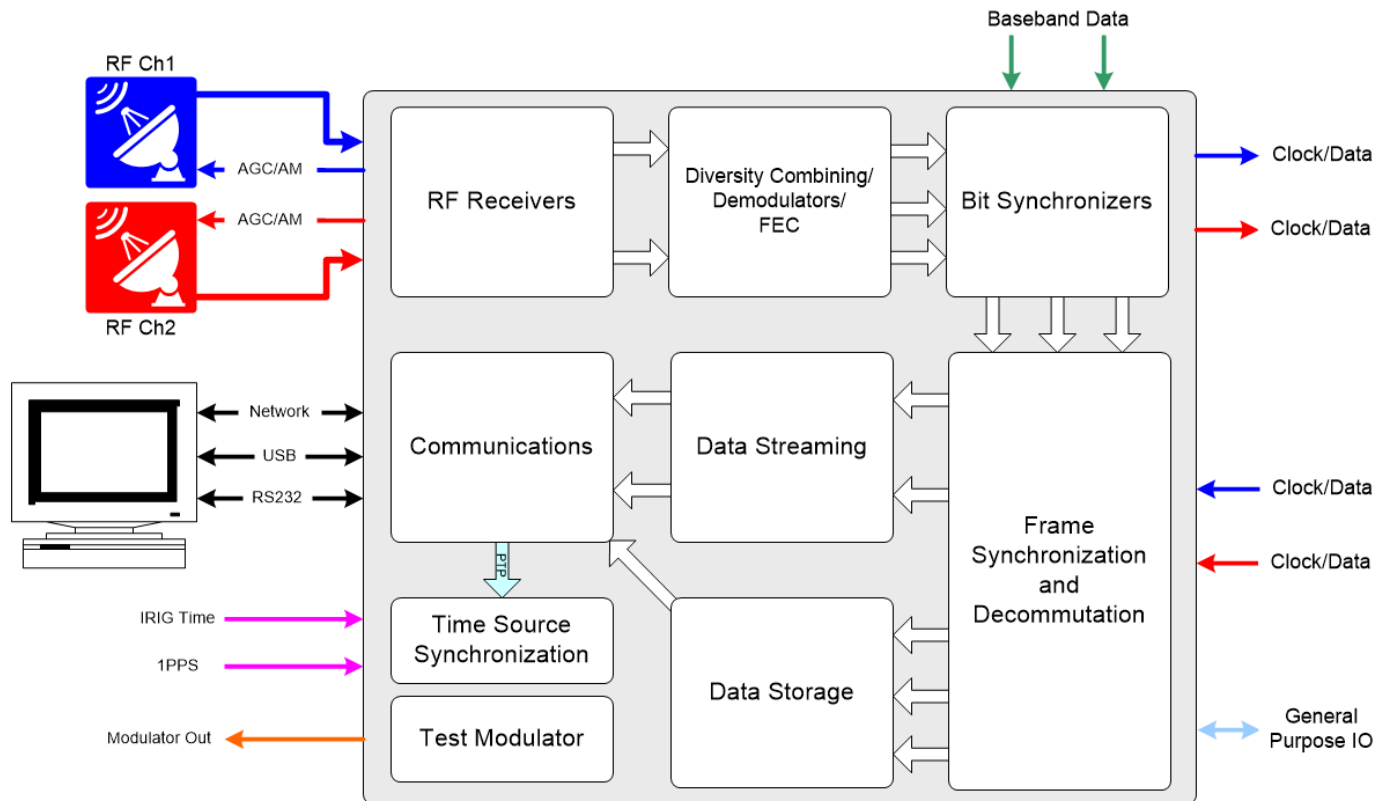 Baseband Data
RF Ch1
AGC/AM
AGC/AM
RF Ch2
RF Receivers
Diversity Combining/
Demodulators/
FEC
Bit Synchronizers
Clock/Data
Clock/Data
Network
USB
RS232
Communications
Data Streaming
Frame
Synchronization
and
Decommutation
Clock/Data
Clock/Data
PTP
IRIG Time
1PPS
Time Source
Synchronization
Data Storage
Modulator Out
Test Modulator
General
Purpose IO